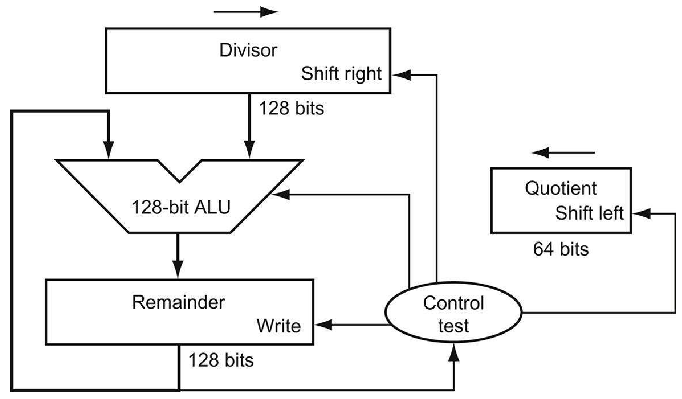 Divisor
Shift right
128 bits
128-bit ALU
Quotient
Shift left
64 bits
Remainder
Write
Control
test
128 bits